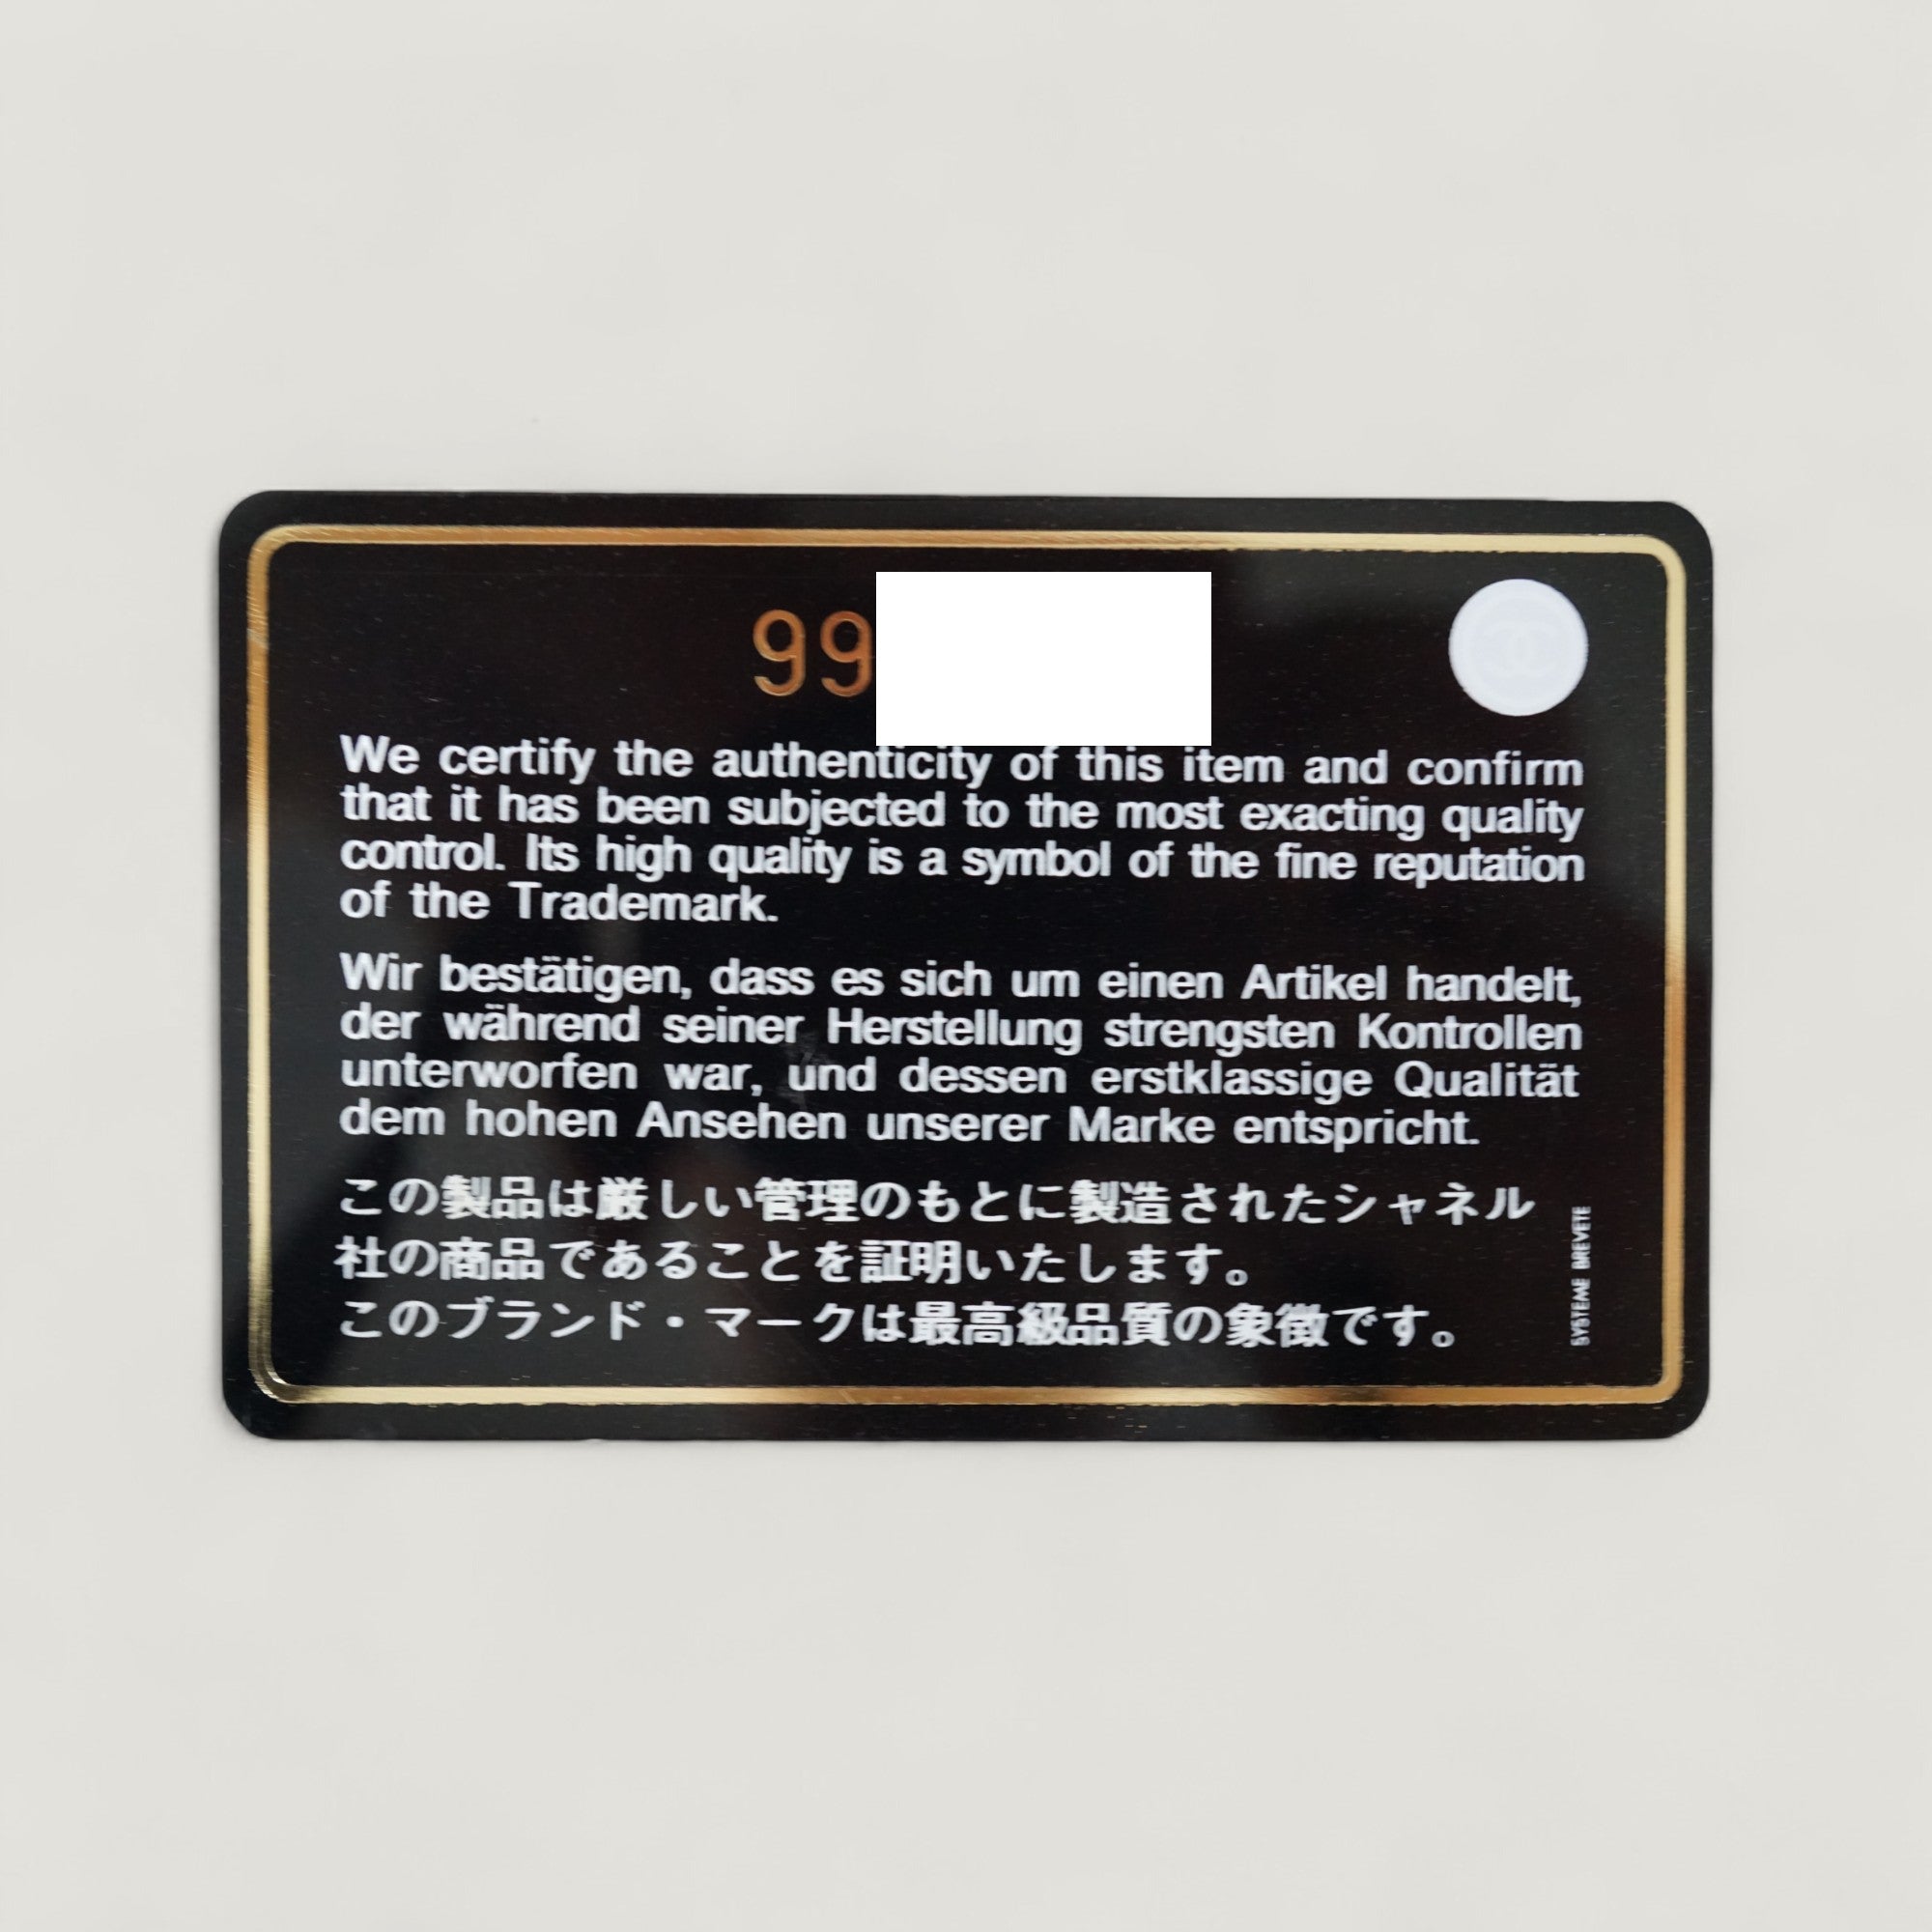 99
We certify the authenticity of this item and confirm
that it has been subjected to the most exacting quality
control. Its high quality is a symbol of the fine reputation
of the Trademark.
Wir bestätigen, dass es sich um einen Artikel handelt,
der während seiner Herstellung strengsten Kontrollen
unterworfen war, und dessen erstklassige Qualität
dem hohen Ansehen unserer Marke entspricht.
この製品は厳しい管理のもとに製造されたシャネル
社の商品であることを証明いたします。
このブランド・マークは最高級品質の象徴です。
SYSTEME BREVETE